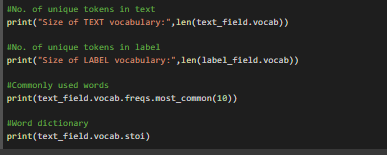 #No. of unique tokens in text
print("Size of TEXT vocabulary:",len(text_field.vocab))
#No. of unique tokens in label
print("Size of LABEL vocabulary:",len(label_field.vocab))
#Commonly used words
print(text_field.vocab.freqs.most_common(10))
#Word dictionary
print(text_field.vocab.stoi)